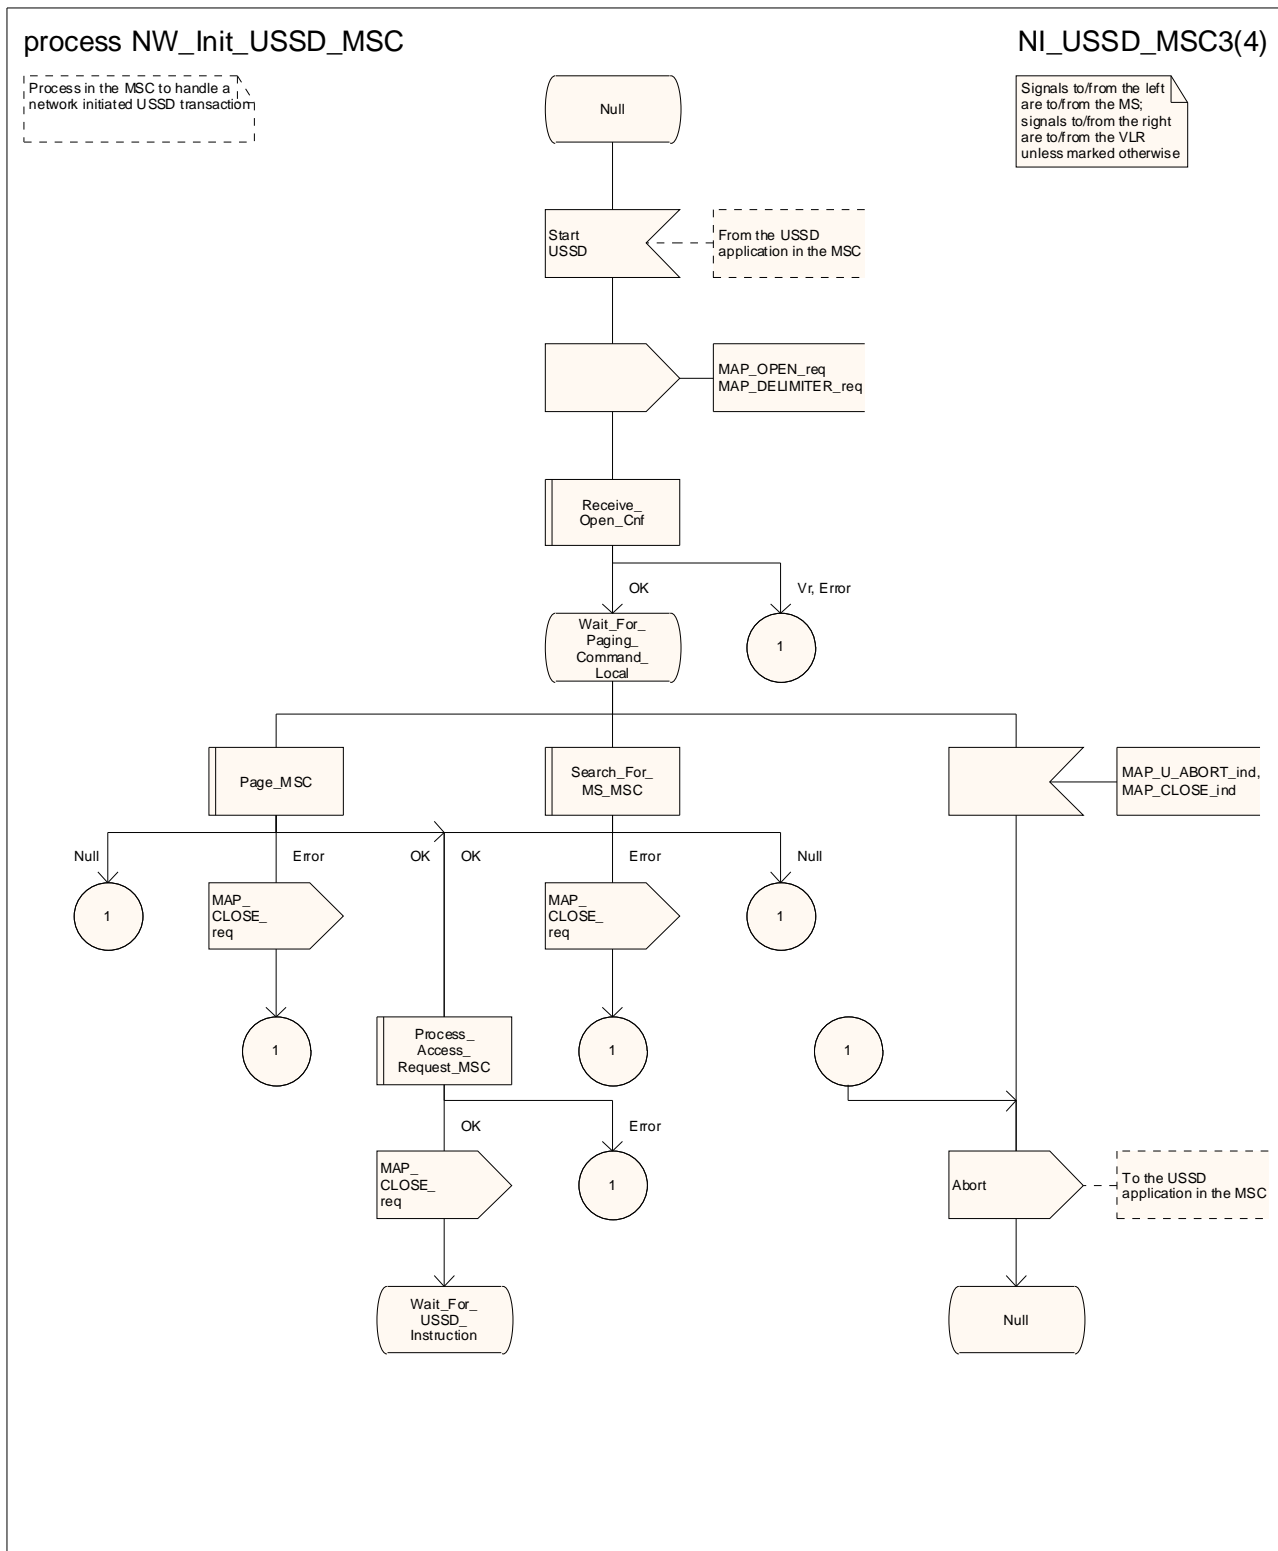 process NW_Init_USSD_MSC
NI_USSD_MSC3(4)
Process in the MSC to handle a
network initiated USSD transaction
Signals to/from the left
are to/from the MS;
signals to/from the right
are to/from the VLR
unless marked otherwise
Null
Start
USSD
From the USSD
application in the MSC
MAP_OPEN_req
MAP_DELIMITER_req
Receive_
Open_Cnf
OK
Vr, Error
Wait_For_
Paging_
Command_
Local
1
Page_MSC
Search_For_
MS_MSC
MAP_U_ABORT_ind,
MAP_CLOSE_ind
Null
Error
OK
OK
Error
Null
1
MAP_
CLOSE_
req
MAP_
CLOSE_
req
1
1
Process_
Access_
Request_MSC
1
1
OK
Error
MAP_
CLOSE_
req
1
Abort
To the USSD
application in the MSC
Wait_For_
USSD_
Instruction
Null